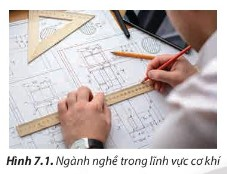 Hình 7.1. Ngành nghề trong lĩnh vực cơ khí